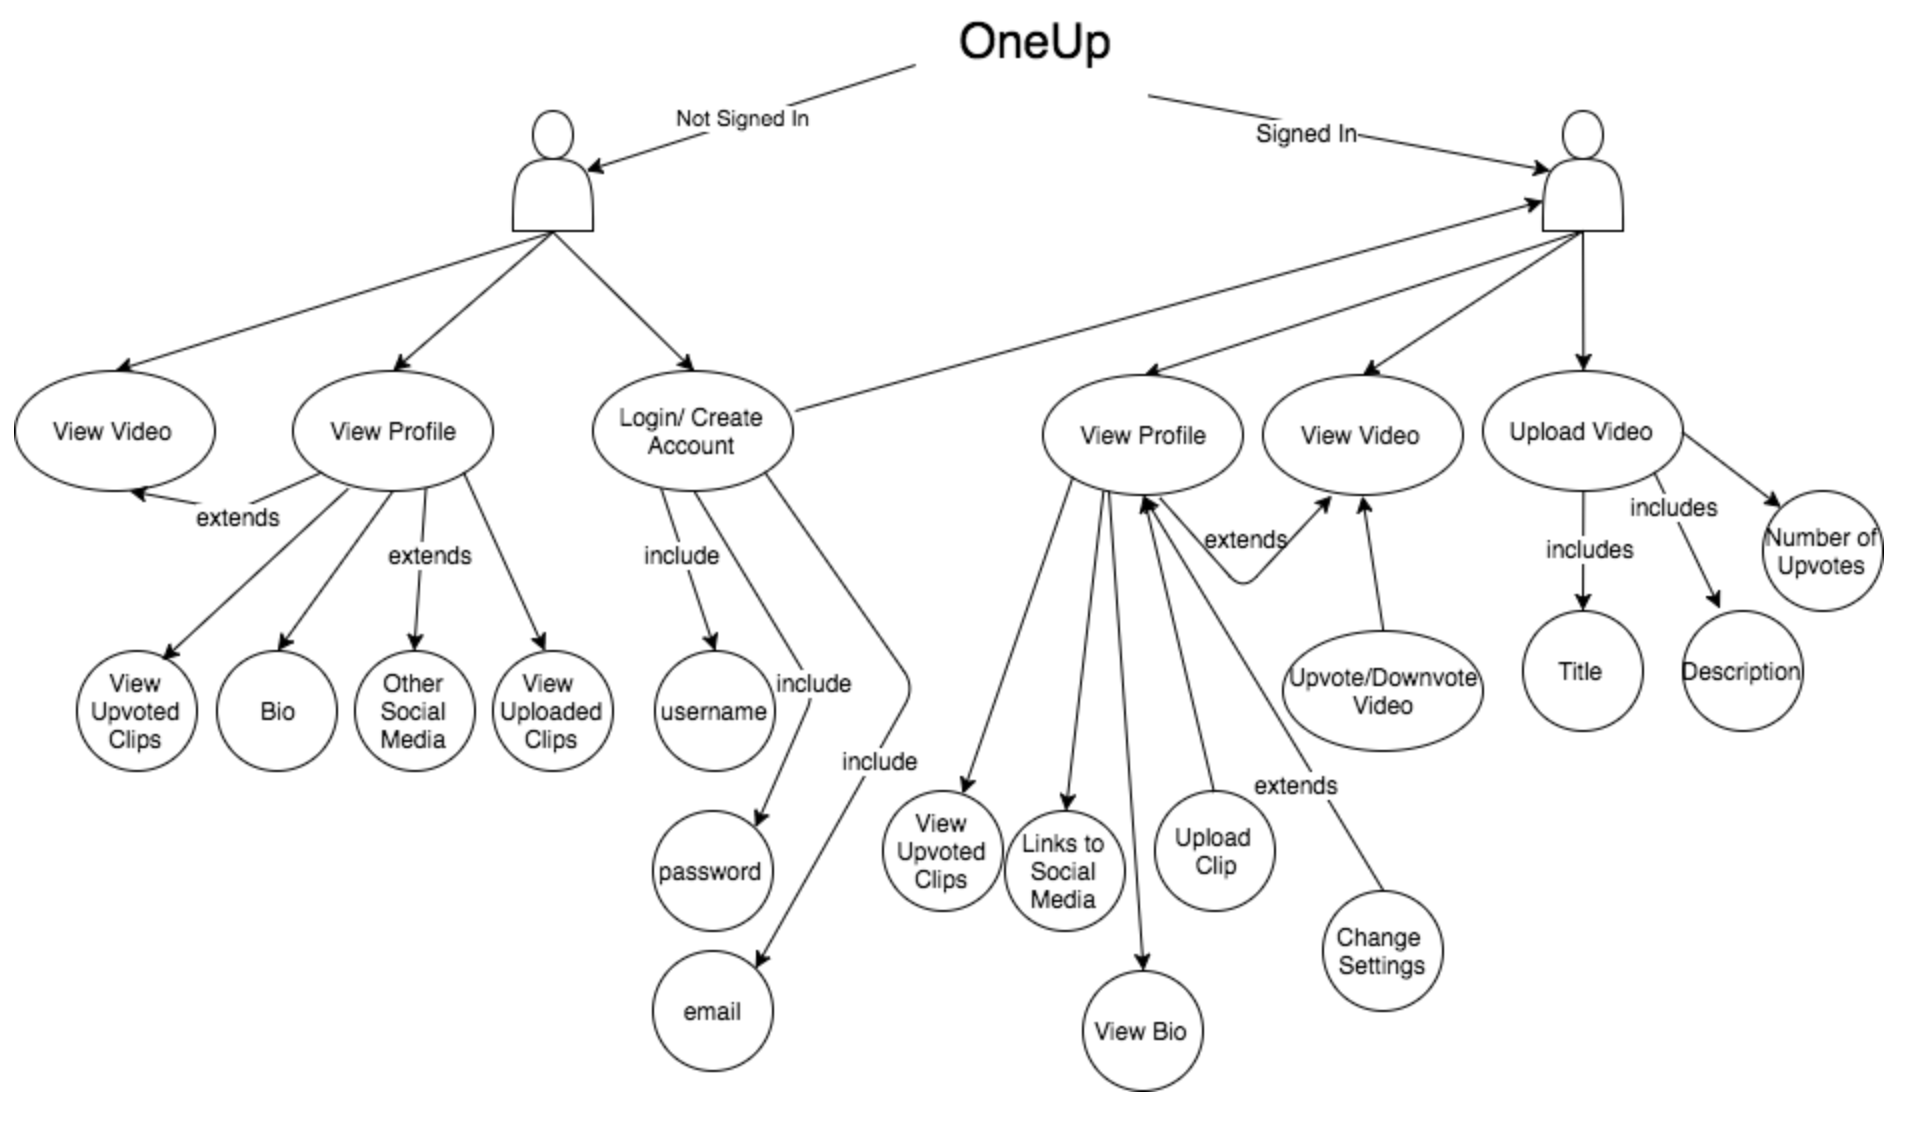 OneUp
Not Signed In
Signed In
View Video
View Profile
Login/ Create
Account
View Profile
View Video
Upload Video
extends
extends
include
extends
includes
includes
Number of
Upvotes
View
Upvoted
Clips
Bio
Other
Social
Media
View
Uploaded
Clips
username
include
include
password
email
Upvote/Downvote
Video
Title
Description
extends
View
Upvoted
Clips
Links to
Social
Media
Upload
Clip
Change
Settings
View Bio